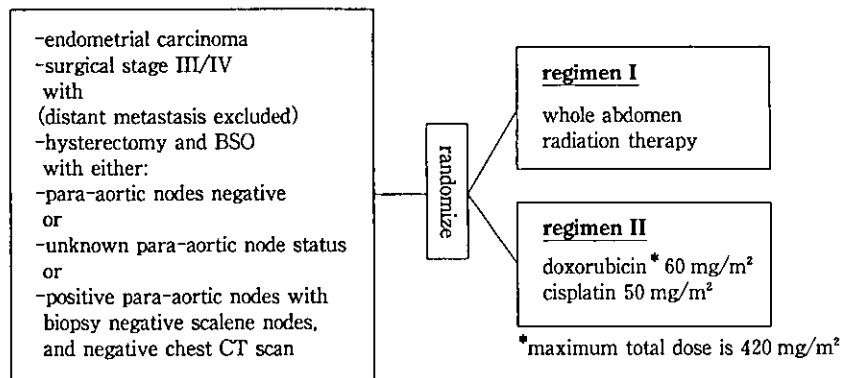 -endometrial carcinoma
-surgical stage III/IV
with
(distant metastasis excluded)
-hysterectomy and BSO
with either:
-para-aortic nodes negative
or
-unknown para-aortic node status
or
-positive para-aortic nodes with
biopsy negative scalene nodes,
and negative chest CT scan
randomize
regimen I
whole abdomen
radiation therapy
regimen II
doxorubicin* 60 mg/m²
cisplatin 50 mg/m²
*maximum total dose is 420 mg/m²